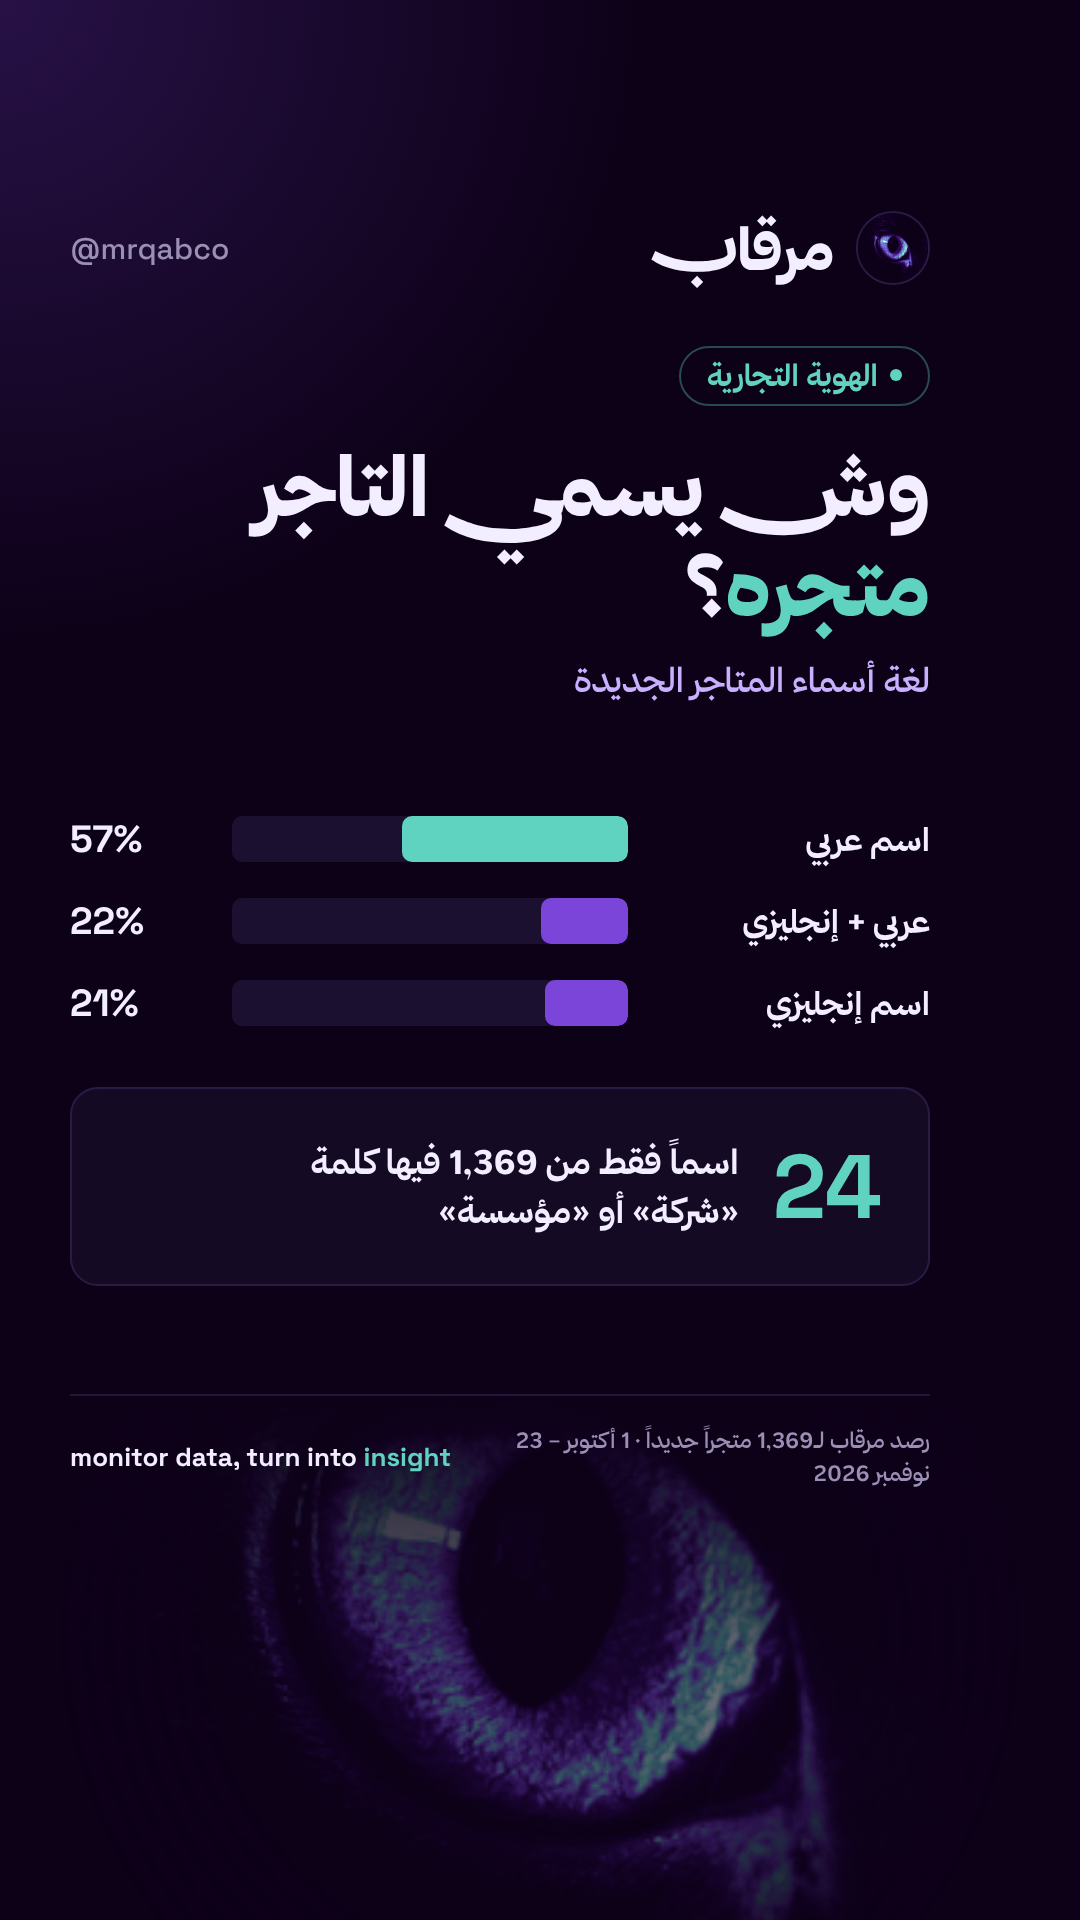 مرقاب
@mrqabco
الهوية التجارية
وش يسمي التاجر
متجره؟
لغة أسماء المتاجر الجديدة
اسم عربي 57%
عربي + إنجليزي 22%
اسم إنجليزي 21%
24
اسماً فقط من 1,369 فيها كلمة
«شركة» أو «مؤسسة»
رصد مرقاب لـ1,369 متجراً جديداً · 1 أكتوبر – 23
نوفمبر 2026
monitor data, turn into insight